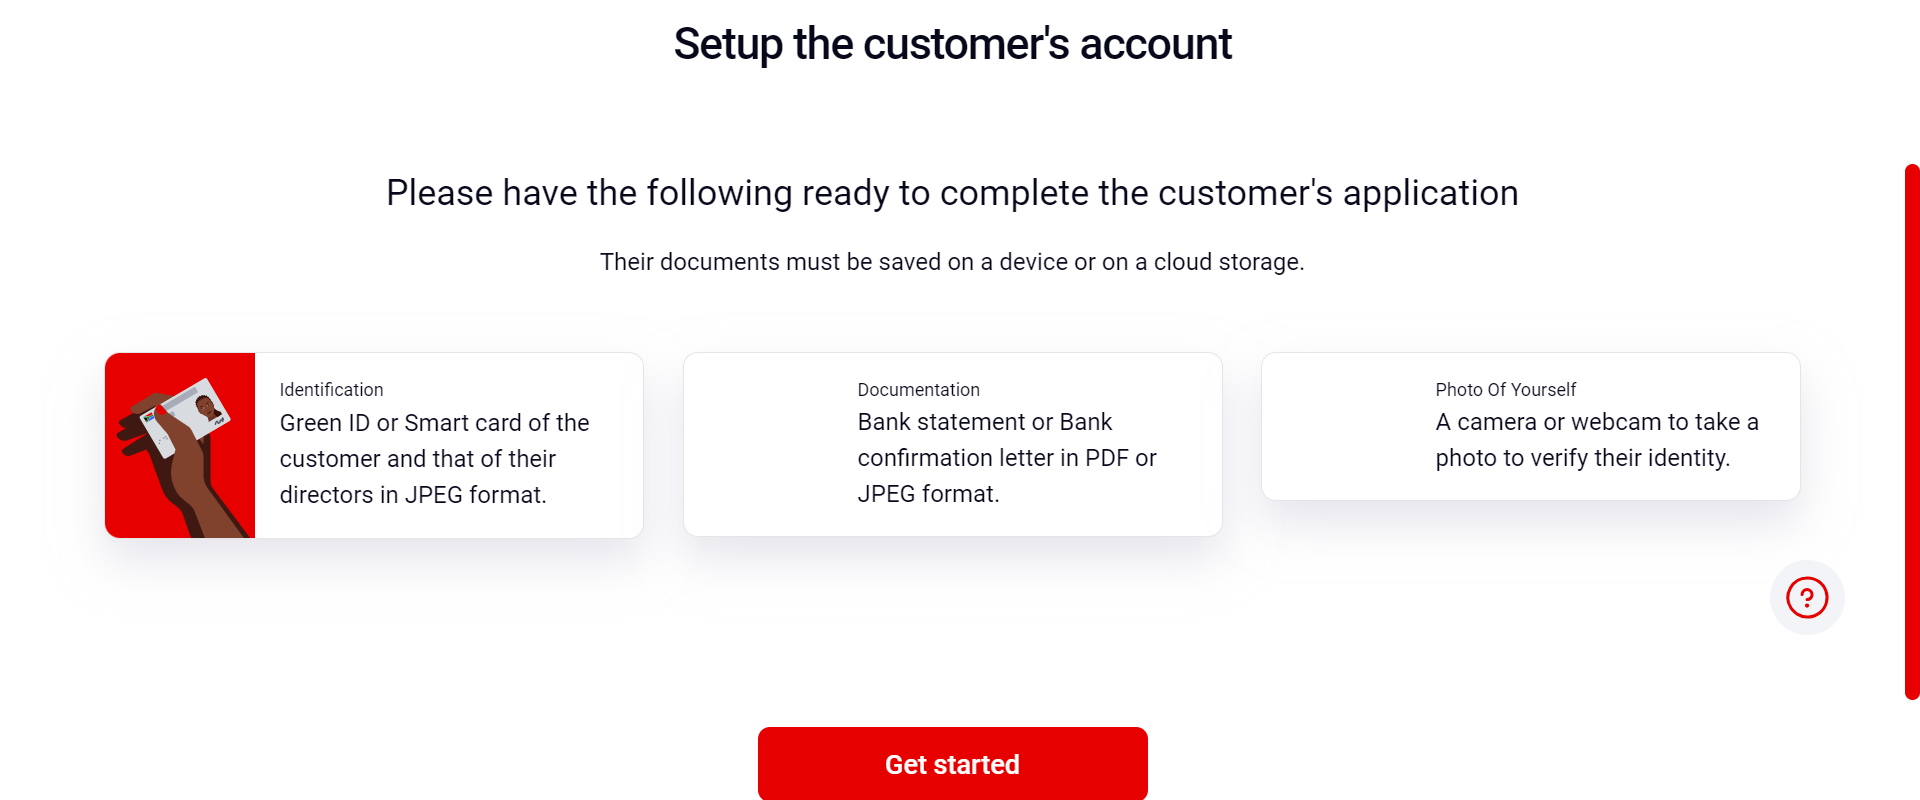 Setup the customer's account
Please have the following ready to complete the customer's application
Their documents must be saved on a device or on a cloud storage.
Identification
Green ID or Smart card of the
customer and that of their
directors in JPEG format.
Documentation
Bank statement or Bank
confirmation letter in PDF or
JPEG format.
Photo Of Yourself
A camera or webcam to take a
photo to verify their identity.
?
Get started